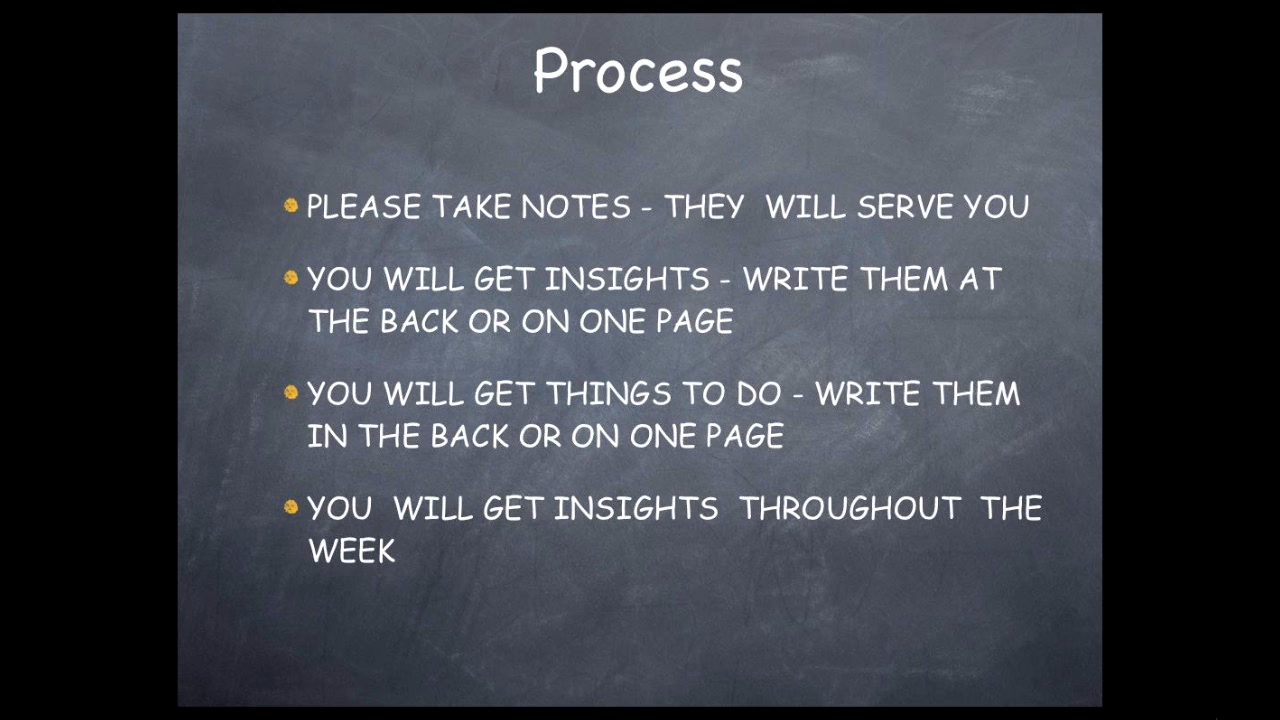 Process
PLEASE TAKE NOTES - THEY WILL SERVE YOU
YOU WILL GET INSIGHTS - WRITE THEM AT
THE BACK OR ON ONE PAGE
YOU WILL GET THINGS TO DO - WRITE THEM
IN THE BACK OR ON ONE PAGE
YOU WILL GET INSIGHTS THROUGHOUT THE
WEEK